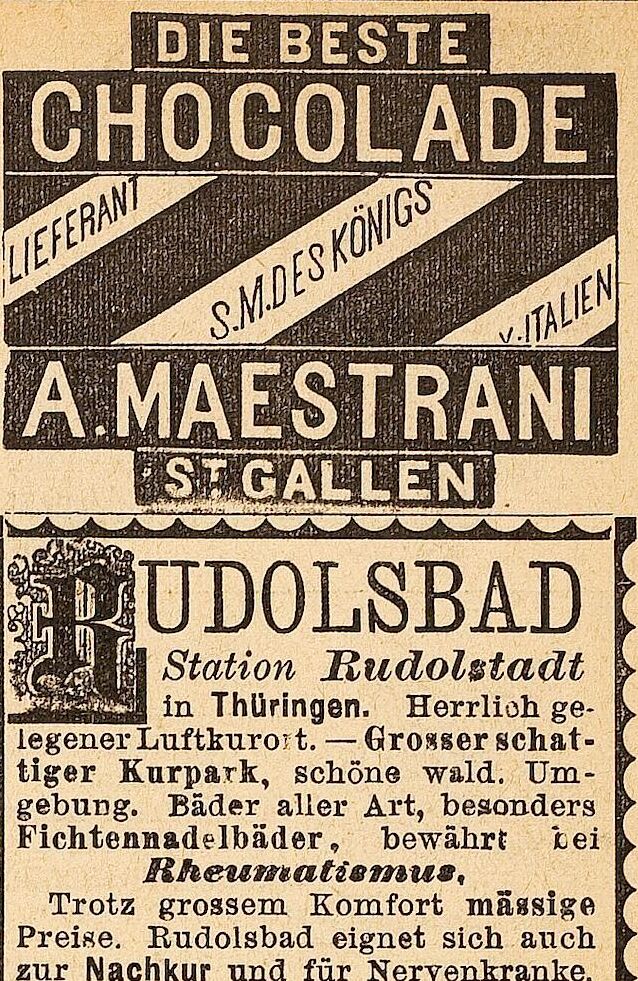 DIE BESTE
CHOCOLADE
LIEFERANT
S.M.DES KÖNIGS
V.ITALIEN
A.MAESTRANI
ST GALLEN
RUDOLSBAD
Station Rudolstadt
in Thüringen. Herrlich ge-
legener Luftkurort. — Grosser schat-
tiger Kurpark, schöne wald. Um-
gebung. Bäder aller Art, besonders
Fichtennadelbäder, bewährt bei
Rheumatismus,
Trotz grossem Komfort mässige
Preise. Rudolsbad eignet sich auch
zur Nachkur und für Nervenkranke.